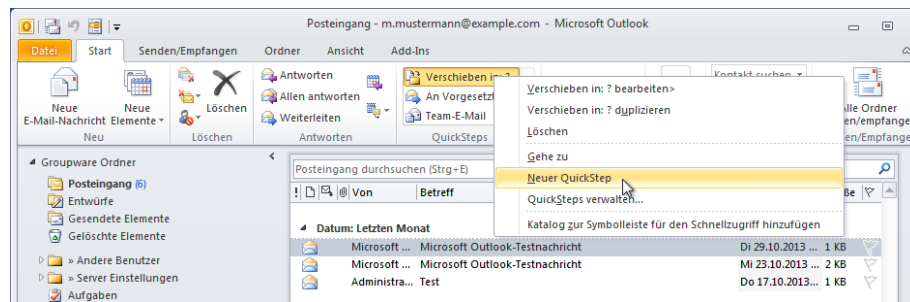 Posteingang - m.mustermann@example.com - Microsoft Outlook
Datei Start Senden/Empfangen Ordner Ansicht Add-Ins
Antworten
Allen antworten
Weiterleiten
Neue E-Mail-Nachricht
Neue Elemente
Löschen
Verschieben in: ?
An Vorgesetzt
Team-E-Mail
Kontakt suchen
Alle Ordner
en/empfange
Neu Löschen Antworten QuickSteps en/Empfange
Verschieben in: ? bearbeiten>
Verschieben in: ? duplizieren
Löschen
Gehe zu
Neuer QuickStep
QuickSteps verwalten...
Katalog zur Symbolleiste für den Schnellzugriff hinzufügen
Groupware Ordner
Posteingang (6)
Entwürfe
Gesendete Elemente
Gelöschte Elemente
» Andere Benutzer
» Server Einstellungen
Aufgaben
Posteingang durchsuchen (Strg+E)
Von Betreff
Datum: Letzten Monat
Microsoft ... Microsoft Outlook-Testnachricht Di 29.10.2013 ... 1 KB
Microsoft ... Microsoft Outlook-Testnachricht Mi 23.10.2013 ... 2 KB
Administra... Test Do 17.10.2013... 1 KB